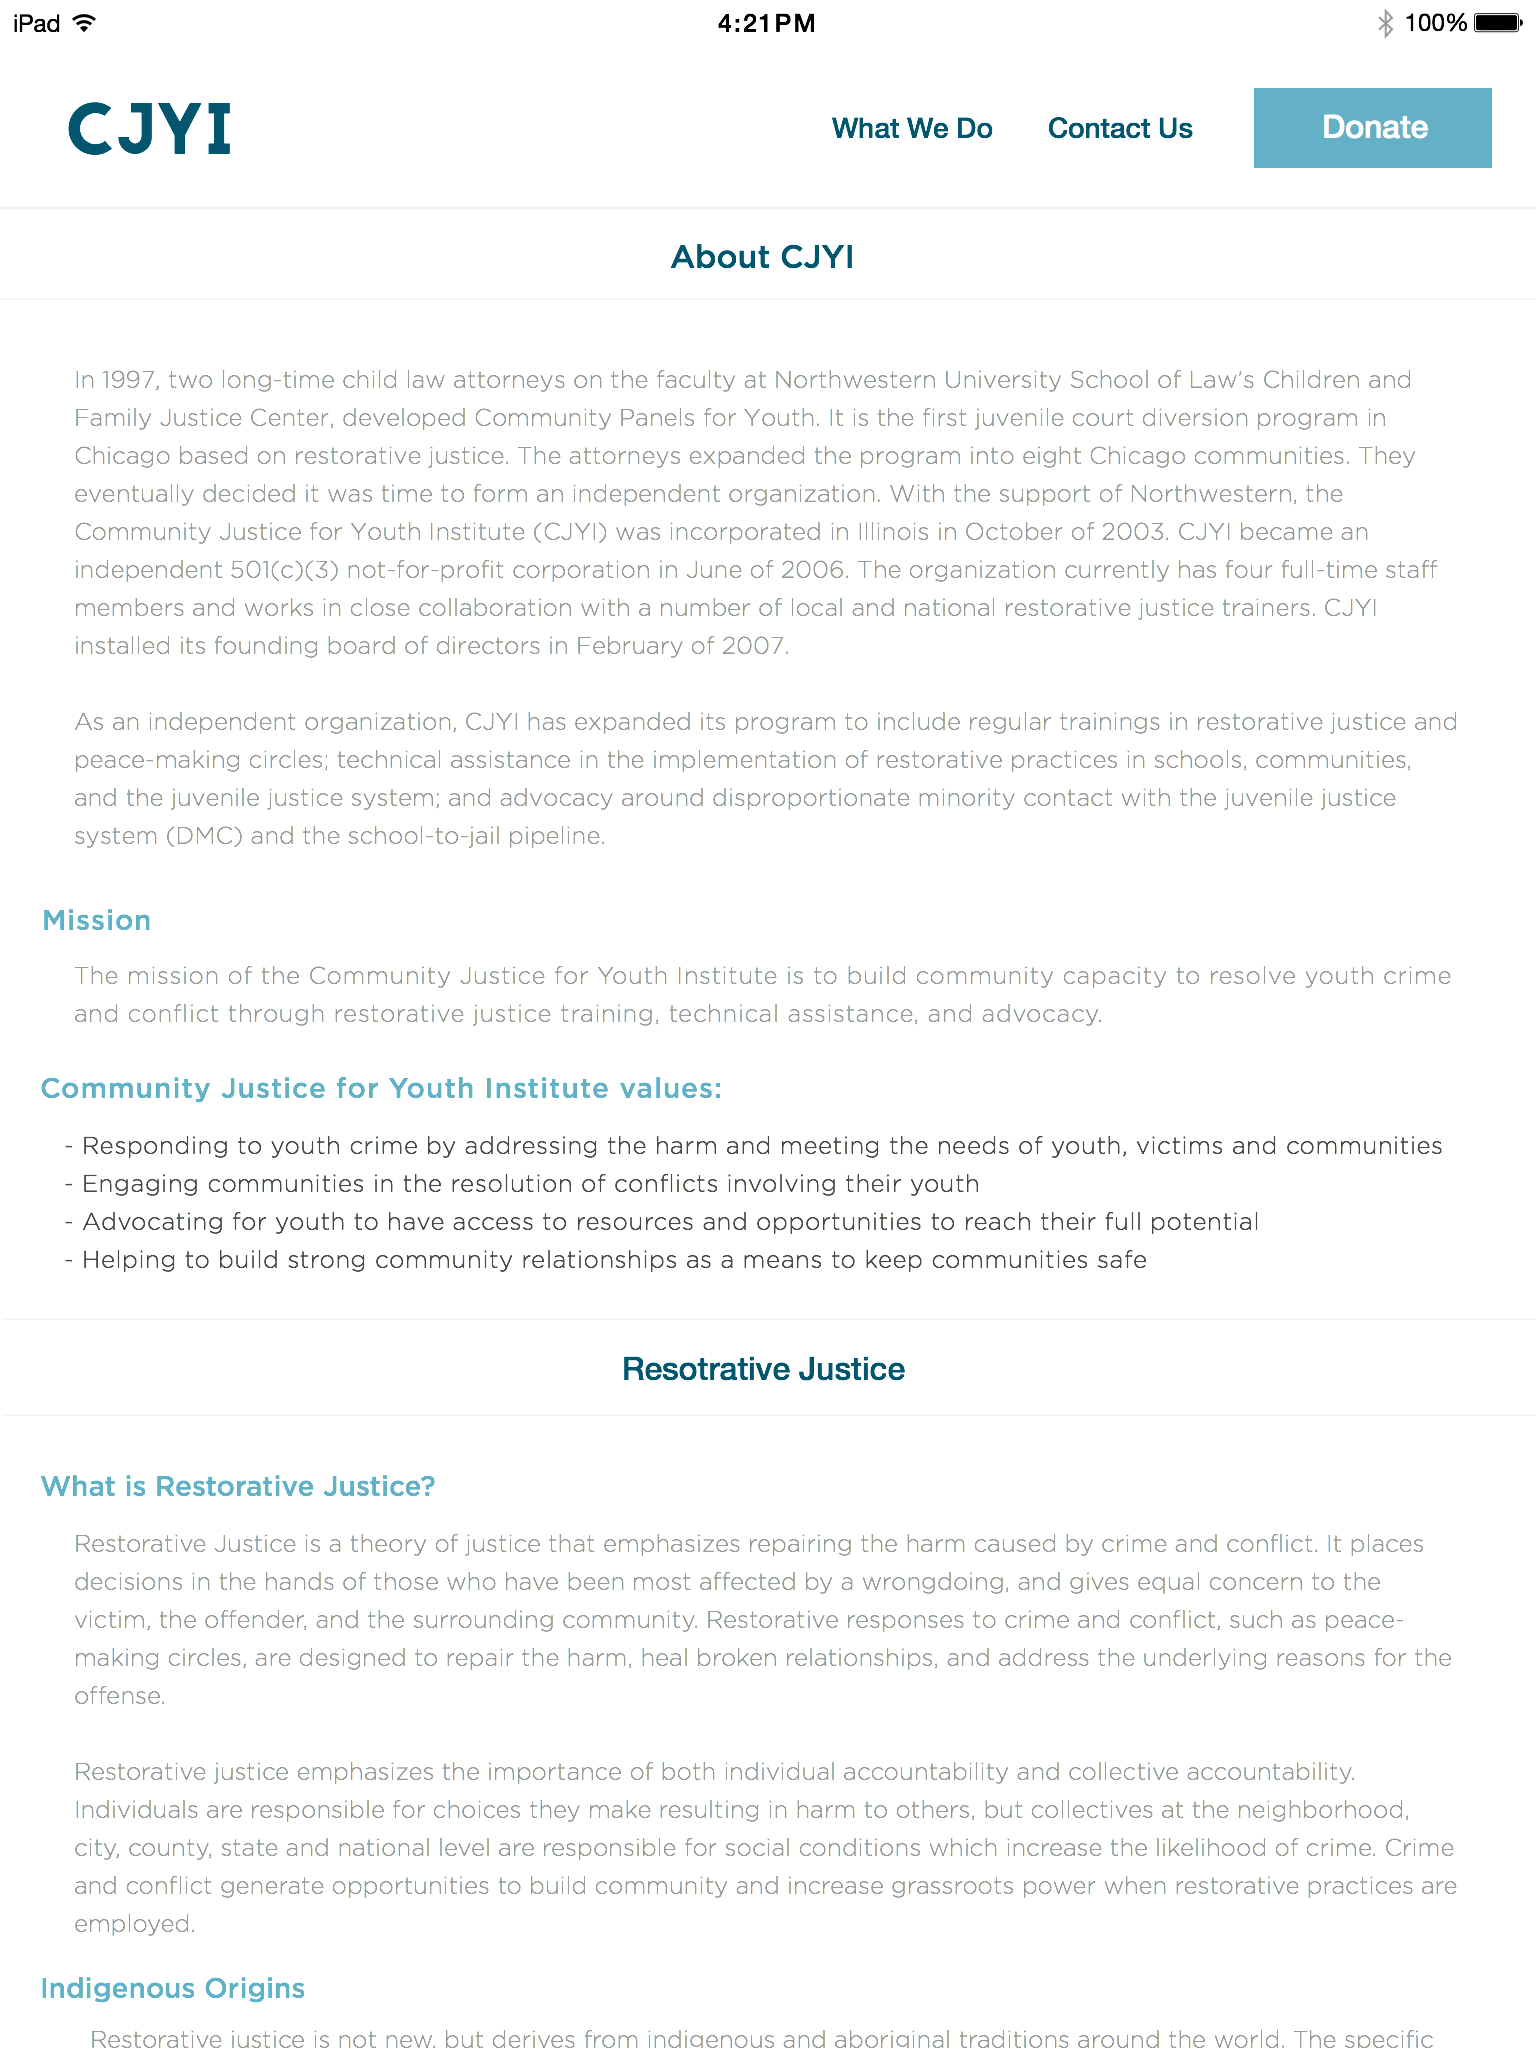 iPad 4:21PM 100%
CJYI What We Do Contact Us Donate
About CJYI
In 1997, two long-time child law attorneys on the faculty at Northwestern University School of Law’s Children and
Family Justice Center, developed Community Panels for Youth. It is the first juvenile court diversion program in
Chicago based on restorative justice. The attorneys expanded the program into eight Chicago communities. They
eventually decided it was time to form an independent organization. With the support of Northwestern, the
Community Justice for Youth Institute (CJYI) was incorporated in Illinois in October of 2003. CJYI became an
independent 501(c)(3) not-for-profit corporation in June of 2006. The organization currently has four full-time staff
members and works in close collaboration with a number of local and national restorative justice trainers. CJYI
installed its founding board of directors in February of 2007.
As an independent organization, CJYI has expanded its program to include regular trainings in restorative justice and
peace-making circles; technical assistance in the implementation of restorative practices in schools, communities,
and the juvenile justice system; and advocacy around disproportionate minority contact with the juvenile justice
system (DMC) and the school-to-jail pipeline.
Mission
The mission of the Community Justice for Youth Institute is to build community capacity to resolve youth crime
and conflict through restorative justice training, technical assistance, and advocacy.
Community Justice for Youth Institute values:
- Responding to youth crime by addressing the harm and meeting the needs of youth, victims and communities
- Engaging communities in the resolution of conflicts involving their youth
- Advocating for youth to have access to resources and opportunities to reach their full potential
- Helping to build strong community relationships as a means to keep communities safe
Resotrative Justice
What is Restorative Justice?
Restorative Justice is a theory of justice that emphasizes repairing the harm caused by crime and conflict. It places
decisions in the hands of those who have been most affected by a wrongdoing, and gives equal concern to the
victim, the offender, and the surrounding community. Restorative responses to crime and conflict, such as peace-
making circles, are designed to repair the harm, heal broken relationships, and address the underlying reasons for the
offense.
Restorative justice emphasizes the importance of both individual accountability and collective accountability.
Individuals are responsible for choices they make resulting in harm to others, but collectives at the neighborhood,
city, county, state and national level are responsible for social conditions which increase the likelihood of crime. Crime
and conflict generate opportunities to build community and increase grassroots power when restorative practices are
employed.
Indigenous Origins
Restorative justice is not new, but derives from indigenous and aboriginal traditions around the world. The specific